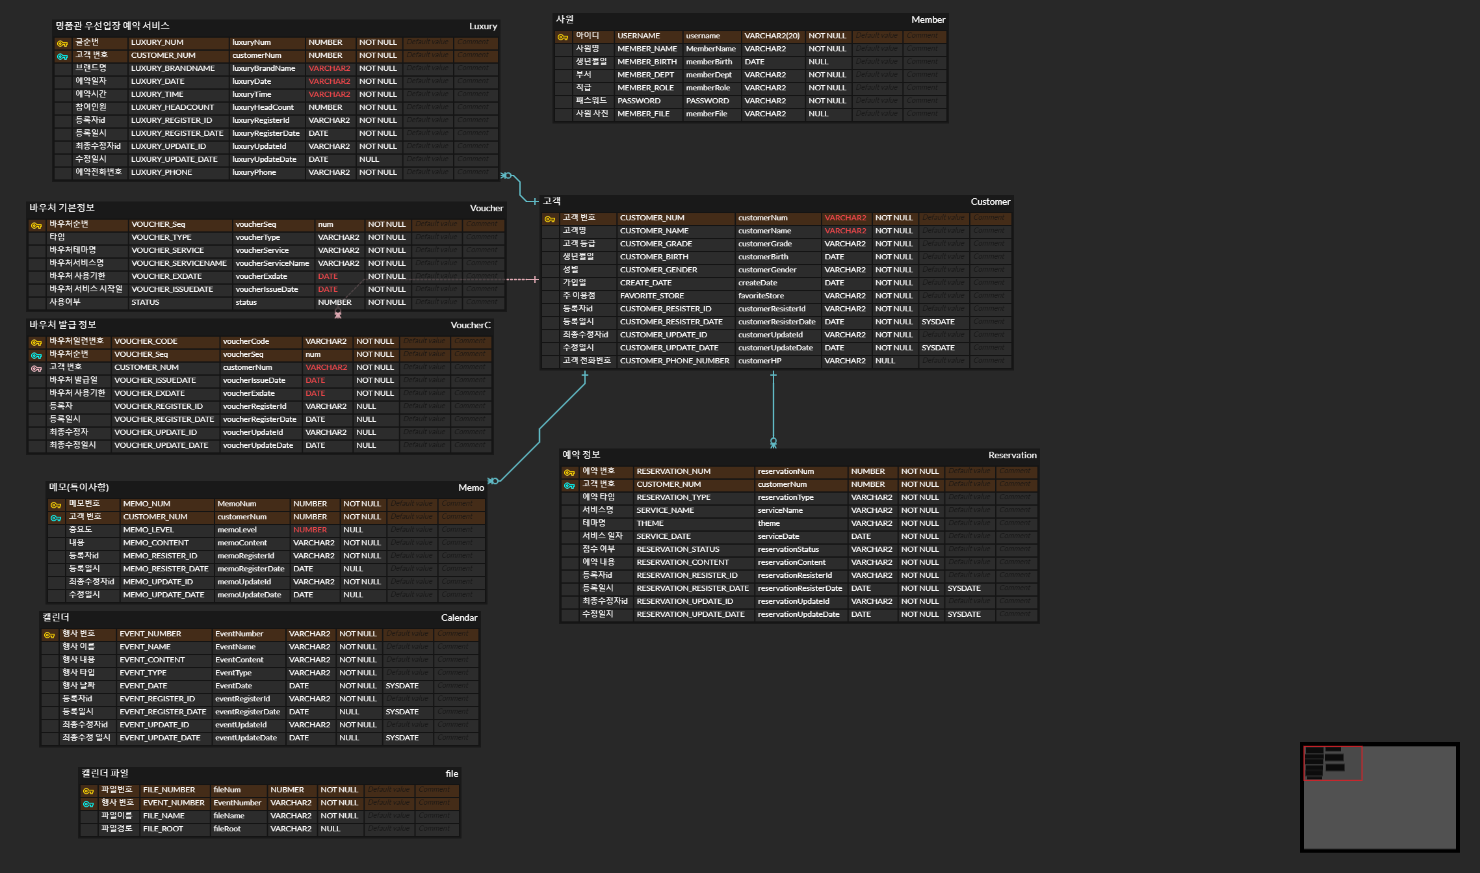 명품관 우선입장 예약 서비스 Luxury
글순번 LUXURY_NUM luxuryNum NUMBER NOT NULL Default value Comment
고객 번호 CUSTOMER_NUM customerNum NUMBER NOT NULL Default value Comment
브랜드명 LUXURY_BRANDNAME luxuryBrandName VARCHAR2 NOT NULL Default value Comment
예약일자 LUXURY_DATE luxuryDate VARCHAR2 NOT NULL Default value Comment
예약시간 LUXURY_TIME luxuryTime VARCHAR2 NOT NULL Default value Comment
참여인원 LUXURY_HEADCOUNT luxuryHeadCount NUMBER NOT NULL Default value Comment
등록자id LUXURY_REGISTER_ID luxuryRegisterId VARCHAR2 NOT NULL Default value Comment
등록일시 LUXURY_REGISTER_DATE luxuryRegisterDate DATE NOT NULL Default value Comment
최종수정자id LUXURY_UPDATE_ID luxuryUpdateId VARCHAR2 NOT NULL Default value Comment
수정일시 LUXURY_UPDATE_DATE luxuryUpdateDate DATE NULL Default value Comment
예약전화번호 LUXURY_PHONE luxuryPhone VARCHAR2 NOT NULL Default value Comment
사원 Member
아이디 USERNAME username VARCHAR2(20) NOT NULL Default value Comment
사원명 MEMBER_NAME MemberName VARCHAR2 NOT NULL Default value Comment
생년월일 MEMBER_BIRTH memberBirth DATE NULL Default value Comment
부서 MEMBER_DEPT memberDept VARCHAR2 NOT NULL Default value Comment
직급 MEMBER_ROLE memberRole VARCHAR2 NOT NULL Default value Comment
패스워드 PASSWORD PASSWORD VARCHAR2 NOT NULL Default value Comment
사원 사진 MEMBER_FILE memberFile VARCHAR2 NULL Default value Comment
바우처 기본정보 Voucher
바우처순번 VOUCHER_Seq voucherSeq num NOT NULL Default value Comment
타입 VOUCHER_TYPE voucherType VARCHAR2 NOT NULL Default value Comment
바우처테마명 VOUCHER_SERVICE voucherService VARCHAR2 NOT NULL Default value Comment
바우처서비스명 VOUCHER_SERVICENAME voucherServiceName VARCHAR2 NOT NULL Default value Comment
바우처 사용기한 VOUCHER_EXDATE voucherExdate DATE NOT NULL Default value Comment
바우처 서비스 시작일 VOUCHER_ISSUEDATE voucherIssueDate DATE NOT NULL Default value Comment
사용여부 STATUS status NUMBER NOT NULL Default value Comment
고객 Customer
고객 번호 CUSTOMER_NUM customerNum VARCHAR2 NOT NULL Default value Comment
고객명 CUSTOMER_NAME customerName VARCHAR2 NOT NULL Default value Comment
고객 등급 CUSTOMER_GRADE customerGrade VARCHAR2 NOT NULL Default value Comment
생년월일 CUSTOMER_BIRTH customerBirth DATE NOT NULL Default value Comment
성별 CUSTOMER_GENDER customerGender VARCHAR2 NOT NULL Default value Comment
가입일 CREATE_DATE createDate DATE NOT NULL Default value Comment
주 이용점 FAVORITE_STORE favoriteStore VARCHAR2 NOT NULL Default value Comment
등록자id CUSTOMER_RESISTER_ID customerResisterId VARCHAR2 NOT NULL Default value Comment
등록일시 CUSTOMER_RESISTER_DATE customerResisterDate DATE NOT NULL SYSDATE Comment
최종수정자id CUSTOMER_UPDATE_ID customerUpdateId VARCHAR2 NOT NULL Default value Comment
수정일시 CUSTOMER_UPDATE_DATE customerUpdateDate DATE NOT NULL SYSDATE Comment
고객 전화번호 CUSTOMER_PHONE_NUMBER customerHP VARCHAR2 NULL Default value Comment
바우처 발급 정보 VoucherC
바우처일련번호 VOUCHER_CODE voucherCode VARCHAR2 NOT NULL Default value Comment
바우처순번 VOUCHER_Seq voucherSeq num NOT NULL Default value Comment
고객 번호 CUSTOMER_NUM customerNum VARCHAR2 NOT NULL Default value Comment
바우처 발급일 VOUCHER_ISSUEDATE voucherIssueDate DATE NOT NULL Default value Comment
바우처 사용기한 VOUCHER_EXDATE voucherExdate DATE NOT NULL Default value Comment
등록자 VOUCHER_REGISTER_ID voucherRegisterId VARCHAR2 NULL Default value Comment
등록일시 VOUCHER_REGISTER_DATE voucherRegisterDate DATE NULL Default value Comment
최종수정자 VOUCHER_UPDATE_ID voucherUpdateId VARCHAR2 NULL Default value Comment
최종수정일시 VOUCHER_UPDATE_DATE voucherUpdateDate DATE NULL Default value Comment
예약 정보 Reservation
예약 번호 RESERVATION_NUM reservationNum NUMBER NOT NULL Default value Comment
고객 번호 CUSTOMER_NUM customerNum NUMBER NOT NULL Default value Comment
예약 타입 RESERVATION_TYPE reservationType VARCHAR2 NOT NULL Default value Comment
서비스명 SERVICE_NAME serviceName VARCHAR2 NOT NULL Default value Comment
테마명 THEME theme VARCHAR2 NOT NULL Default value Comment
서비스 일자 SERVICE_DATE serviceDate DATE NOT NULL Default value Comment
접수 여부 RESERVATION_STATUS reservationStatus VARCHAR2 NOT NULL Default value Comment
예약 내용 RESERVATION_CONTENT reservationContent VARCHAR2 NOT NULL Default value Comment
등록자id RESERVATION_RESISTER_ID reservationResisterId VARCHAR2 NOT NULL Default value Comment
등록일시 RESERVATION_RESISTER_DATE reservationResisterDate DATE NOT NULL SYSDATE Comment
최종수정자id RESERVATION_UPDATE_ID reservationUpdateId VARCHAR2 NOT NULL Default value Comment
수정일지 RESERVATION_UPDATE_DATE reservationUpdateDate DATE NOT NULL SYSDATE Comment
메모(특이사항) Memo
메모번호 MEMO_NUM MemoNum NUMBER NOT NULL Default value Comment
고객 번호 CUSTOMER_NUM customerNum NUMBER NOT NULL Default value Comment
중요도 MEMO_LEVEL memoLevel NUMBER NULL Default value Comment
내용 MEMO_CONTENT memoContent VARCHAR2 NOT NULL Default value Comment
등록자id MEMO_RESISTER_ID memoRegisterId VARCHAR2 NOT NULL Default value Comment
등록일시 MEMO_RESISTER_DATE memoRegisterDate DATE NULL Default value Comment
최종수정자id MEMO_UPDATE_ID memoUpdateId VARCHAR2 NOT NULL Default value Comment
수정일시 MEMO_UPDATE_DATE memoUpdateDate DATE NULL Default value Comment
캘린더 Calendar
행사 번호 EVENT_NUMBER EventNumber VARCHAR2 NOT NULL Default value Comment
행사 이름 EVENT_NAME EventName VARCHAR2 NOT NULL Default value Comment
행사 내용 EVENT_CONTENT EventContent VARCHAR2 NOT NULL Default value Comment
행사 타입 EVENT_TYPE EventType VARCHAR2 NOT NULL Default value Comment
행사 날짜 EVENT_DATE EventDate DATE NOT NULL SYSDATE Comment
등록자id EVENT_REGISTER_ID eventRegisterId VARCHAR2 NOT NULL Default value Comment
등록일시 EVENT_REGISTER_DATE eventRegisterDate DATE NULL SYSDATE Comment
최종수정자id EVENT_UPDATE_ID eventUpdateId VARCHAR2 NOT NULL Default value Comment
최종수정 일시 EVENT_UPDATE_DATE eventUpdateDate DATE NULL SYSDATE Comment
캘린더 파일 file
파일번호 FILE_NUMBER fileNum NUBMER NOT NULL Default value Comment
행사 번호 EVENT_NUMBER EventNumber VARCHAR2 NOT NULL Default value Comment
파일이름 FILE_NAME fileName VARCHAR2 NOT NULL Default value Comment
파일경로 FILE_ROOT fileRoot VARCHAR2 NULL Default value Comment